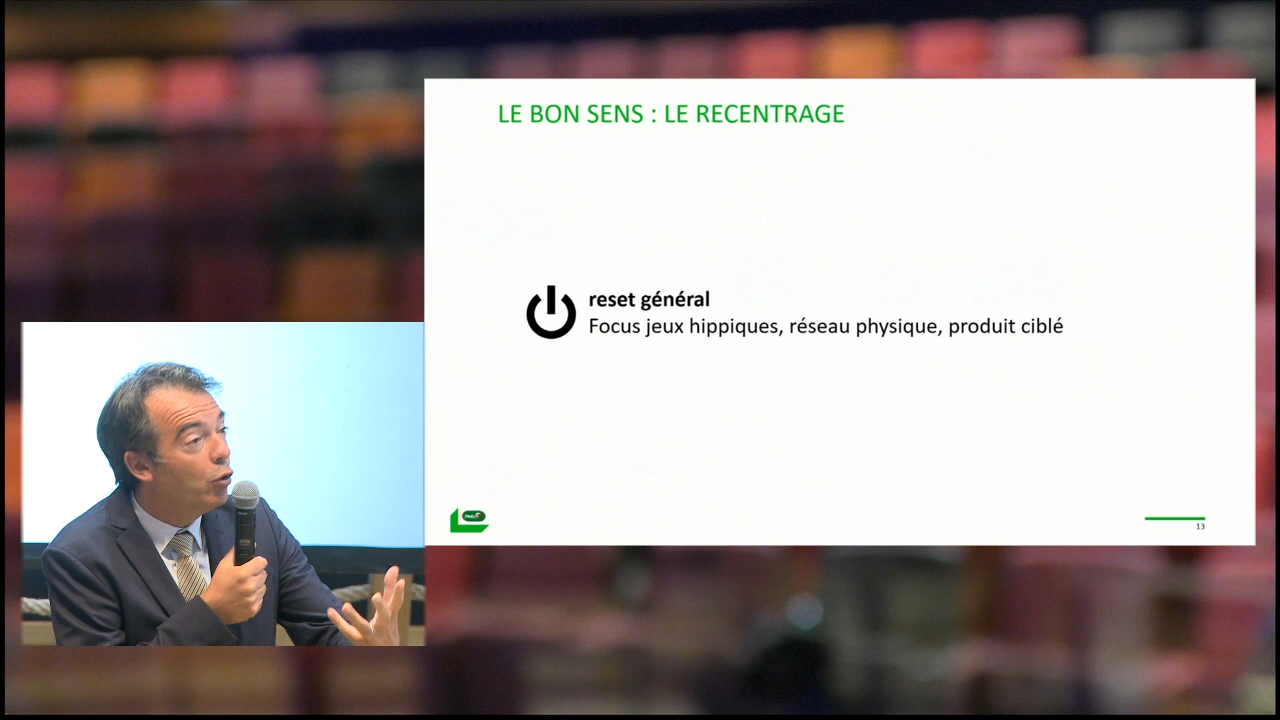 LE BON SENS : LE RECENTRAGE
reset général
Focus jeux hippiques, réseau physique, produit ciblé
13